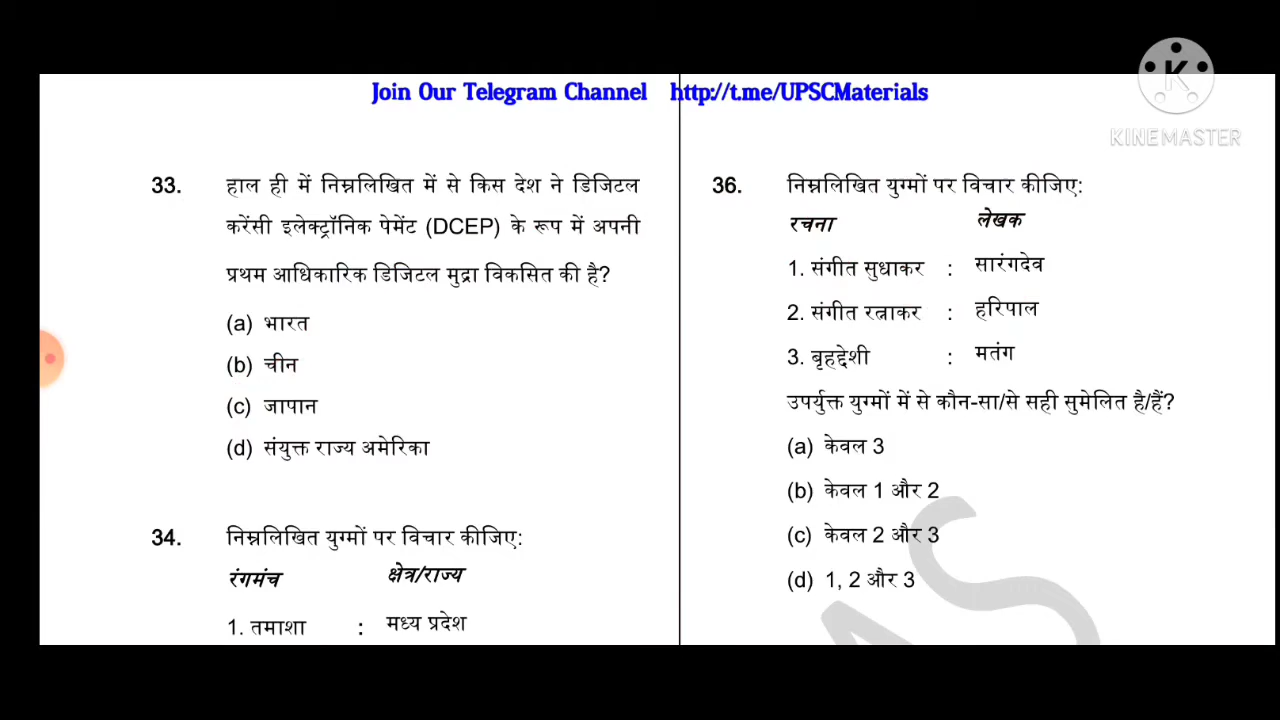 Join Our Telegram Channel http://t.me/UPSCMaterials
KINEMASTER
33. हाल ही में निम्नलिखित में से किस देश ने डिजिटल
करेंसी इलेक्ट्रॉनिक पेमेंट (DCEP) के रूप में अपनी
प्रथम आधिकारिक डिजिटल मुद्रा विकसित की है?
(a) भारत
(b) चीन
(c) जापान
(d) संयुक्त राज्य अमेरिका
34. निम्नलिखित युग्मों पर विचार कीजिए:
रंगमंच क्षेत्र/राज्य
1. तमाशा : मध्य प्रदेश
36. निम्नलिखित युग्मों पर विचार कीजिए:
रचना लेखक
1. संगीत सुधाकर : सारंगदेव
2. संगीत रत्नाकर : हरिपाल
3. बृहद्देशी : मतंग
उपर्युक्त युग्मों में से कौन-सा/से सही सुमेलित है/हैं?
(a) केवल 3
(b) केवल 1 और 2
(c) केवल 2 और 3
(d) 1, 2 और 3